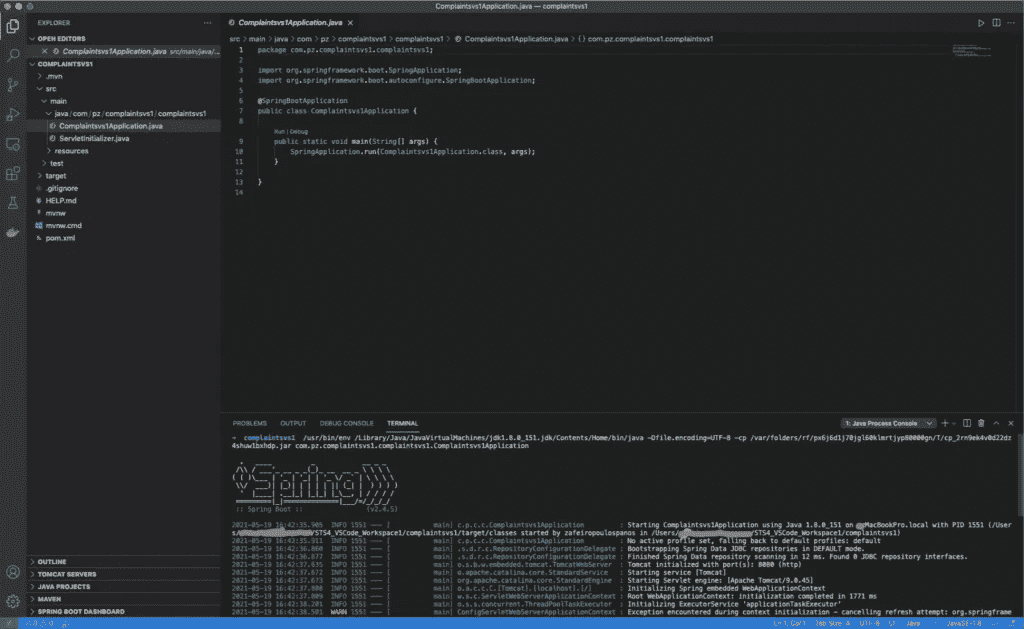 Complaintsvs1Application.java — complaintsvs1
EXPLORER
OPEN EDITORS
Complaintsvs1Application.java src/main/java/...
COMPLAINTSVS1
.mvn
src
main
java/com/pz/complaintsvs1/complaintsvs1
Complaintsvs1Application.java
ServletInitializer.java
resources
test
target
.gitignore
HELP.md
mvnw
mvnw.cmd
pom.xml
OUTLINE
TOMCAT SERVERS
JAVA PROJECTS
MAVEN
SPRING BOOT DASHBOARD
Complaintsvs1Application.java
src > main > java > com > pz > complaintsvs1 > complaintsvs1 > Complaintsvs1Application.java > {} com.pz.complaintsvs1.complaintsvs1
1 package com.pz.complaintsvs1.complaintsvs1;
2
3 import org.springframework.boot.SpringApplication;
4 import org.springframework.boot.autoconfigure.SpringBootApplication;
5
6 @SpringBootApplication
7 public class Complaintsvs1Application {
8
Run | Debug
9 public static void main(String[] args) {
10 SpringApplication.run(Complaintsvs1Application.class, args);
11 }
12
13 }
14
PROBLEMS OUTPUT DEBUG CONSOLE TERMINAL
1: Java Process Console
complaintsvs1 /usr/bin/env /Library/Java/JavaVirtualMachines/jdk1.8.0_151.jdk/Contents/Home/bin/java -Dfile.encoding=UTF-8 -cp
com.pz.complaintsvs1.complaintsvs1.Complaintsvs1Application
Spring
:: Spring Boot :: (v2.4.5)
2021-05-19 16:42:35.905 INFO 1551 --- [ main] c.p.c.c.Complaintsvs1Application : Starting Complaintsvs1Application using Java 1.8.0_151 on MacBookPro.local with PID 1551 (/User
s/ /STS4_VSCode_Workspace1/complaintsvs1/target/classes started by zafeiropoulospanos in /Users/ /STS4_VSCode_Workspace1/complaintsvs1)
2021-05-19 16:42:35.911 INFO 1551 --- [ main] c.p.c.c.Complaintsvs1Application : No active profile set, falling back to default profiles: default
2021-05-19 16:42:36.860 INFO 1551 --- [ main] .s.d.r.c.RepositoryConfigurationDelegate : Bootstrapping Spring Data JDBC repositories in DEFAULT mode.
2021-05-19 16:42:36.877 INFO 1551 --- [ main] .s.d.r.c.RepositoryConfigurationDelegate : Finished Spring Data repository scanning in 12 ms. Found 0 JDBC repository interfaces.
2021-05-19 16:42:37.635 INFO 1551 --- [ main] o.s.b.w.embedded.tomcat.TomcatWebServer : Tomcat initialized with port(s): 8080 (http)
2021-05-19 16:42:37.672 INFO 1551 --- [ main] o.apache.catalina.core.StandardService : Starting service [Tomcat]
2021-05-19 16:42:37.673 INFO 1551 --- [ main] org.apache.catalina.core.StandardEngine : Starting Servlet engine: [Apache Tomcat/9.0.45]
2021-05-19 16:42:37.808 INFO 1551 --- [ main] o.a.c.c.C.[Tomcat].[localhost].[/] : Initializing Spring embedded WebApplicationContext
2021-05-19 16:42:37.809 INFO 1551 --- [ main] w.s.c.ServletWebServerApplicationContext : Root WebApplicationContext: initialization completed in 1771 ms
2021-05-19 16:42:38.201 INFO 1551 --- [ main] o.s.s.concurrent.ThreadPoolTaskExecutor : Initializing ExecutorService 'applicationTaskExecutor'
WARN 1551 --- [ main] ConfigServletWebServerApplicationContext : Exception encountered during context initialization - cancelling refresh attempt: org.springframe
Ln 1, Col 1 Tab Size: 4 UTF-8 LF Java JavaSE-1.8